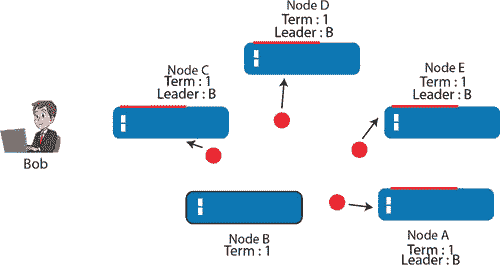 Node D
Term : 1
Leader : B
Node C
Term : 1
Leader : B
Node E
Term : 1
Leader : B
Bob
Node B
Term : 1
Node A
Term : 1
Leader : B